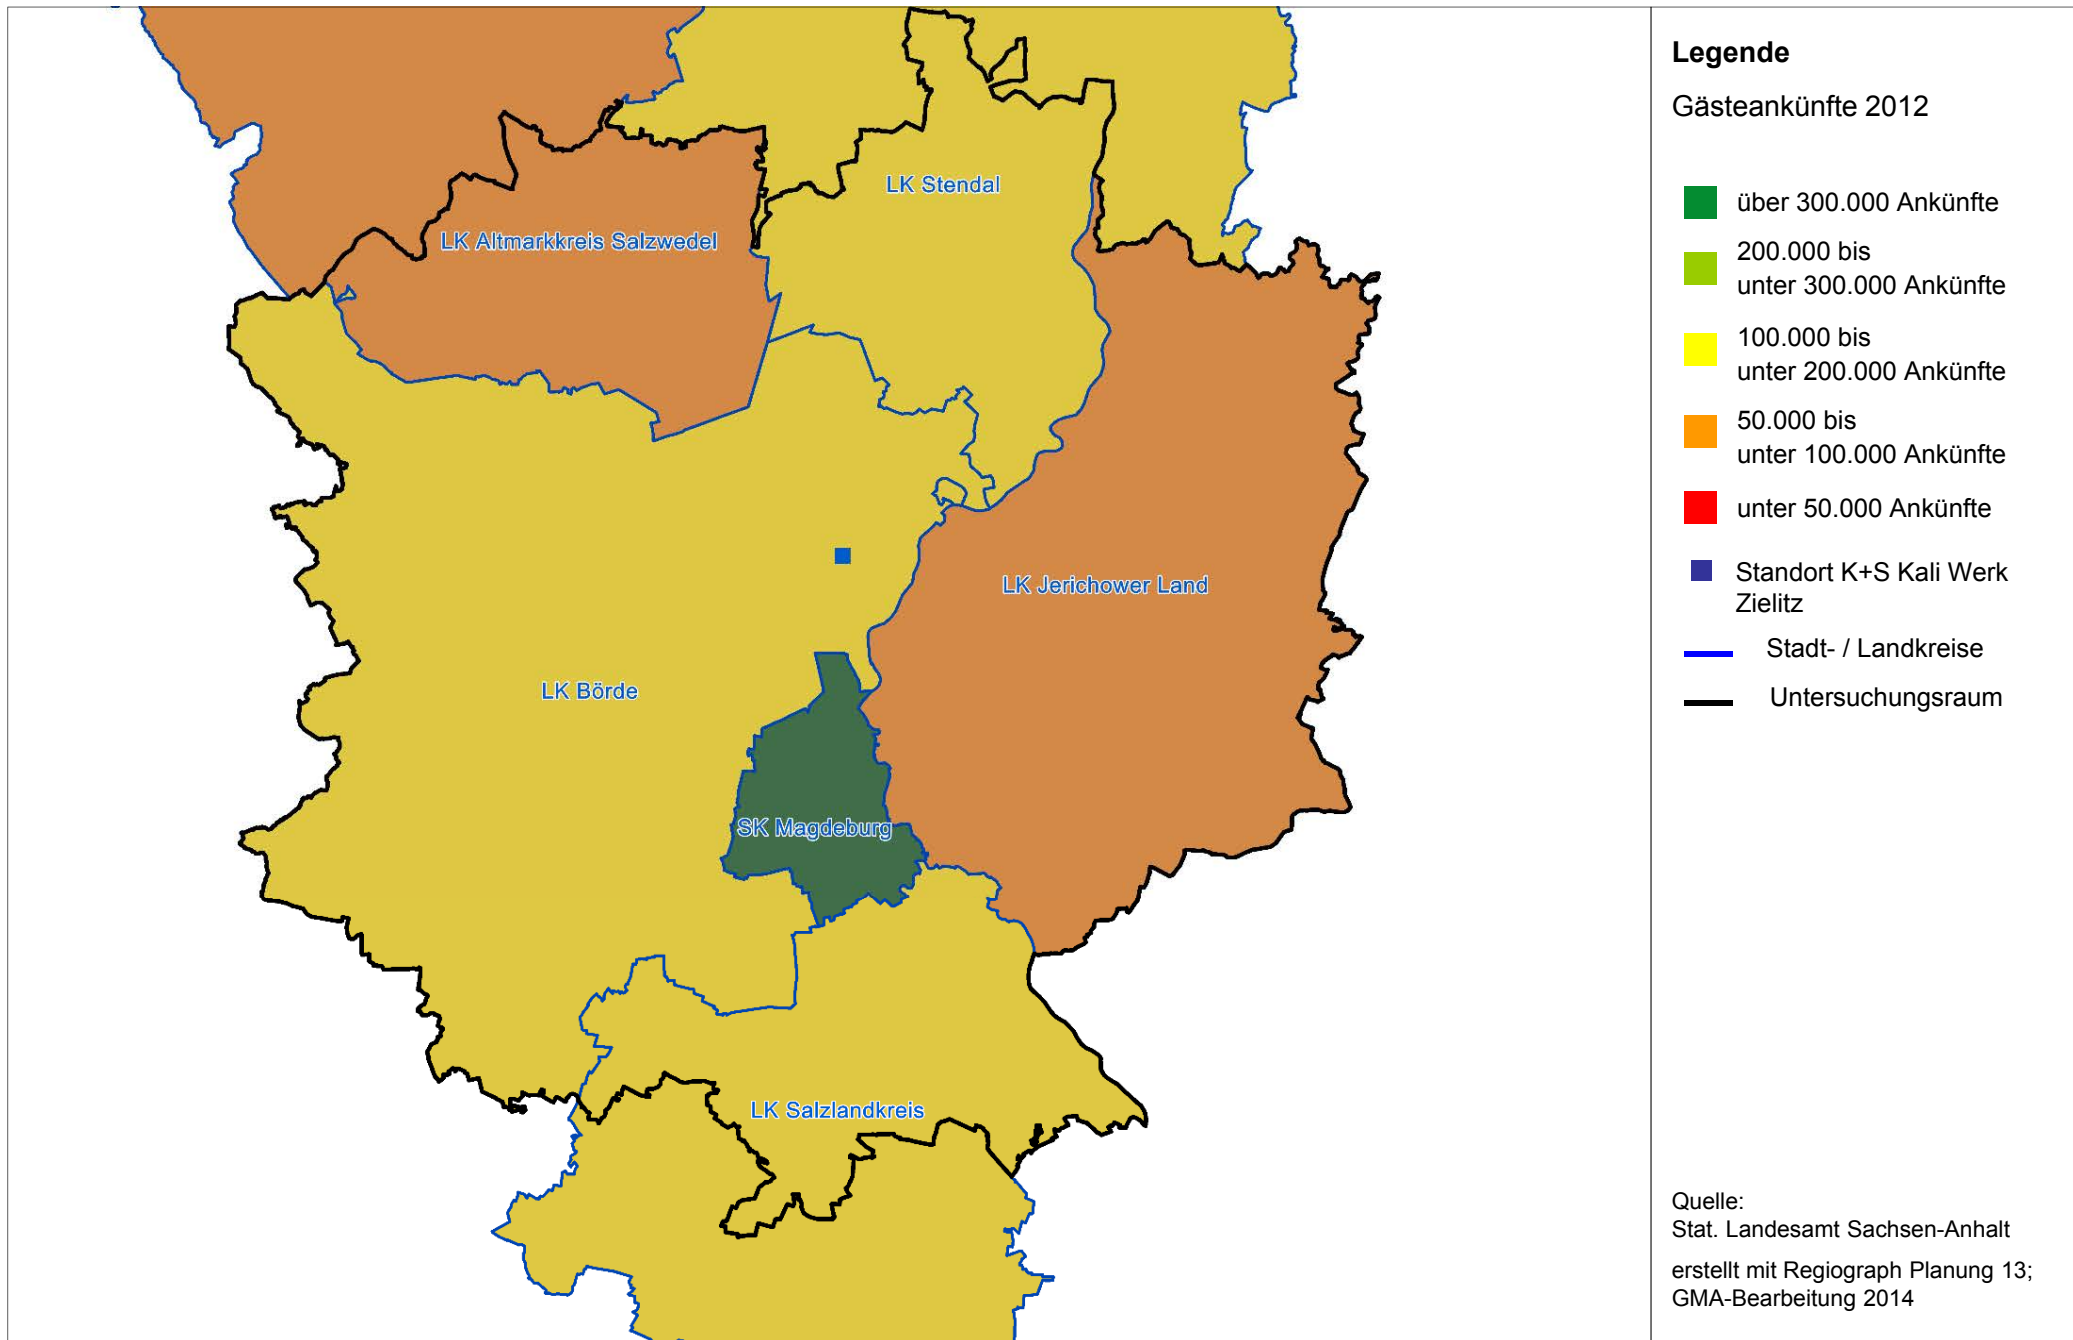 LK Stendal
LK Altmarkkreis Salzwedel
LK Jerichower Land
LK Börde
SK Magdeburg
LK Salzlandkreis
Legende
Gästeankünfte 2012
über 300.000 Ankünfte
200.000 bis
unter 300.000 Ankünfte
100.000 bis
unter 200.000 Ankünfte
50.000 bis
unter 100.000 Ankünfte
unter 50.000 Ankünfte
Standort K+S Kali Werk
Zielitz
Stadt- / Landkreise
Untersuchungsraum
Quelle:
Stat. Landesamt Sachsen-Anhalt
erstellt mit Regiograph Planung 13;
GMA-Bearbeitung 2014